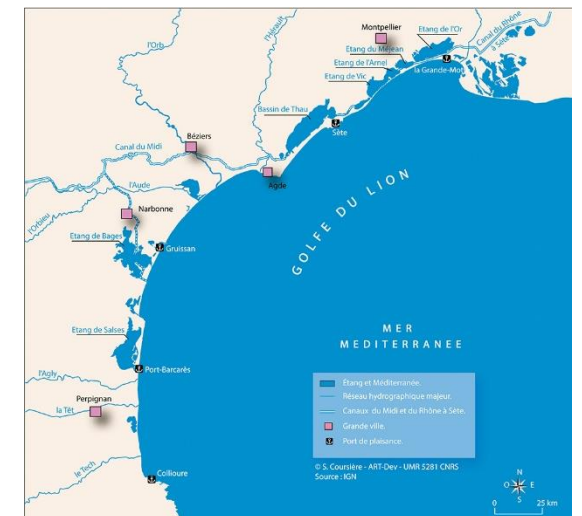 Montpellier
Etang de l'Or
Canal du Rhône
à Sète
Etang du Méjean
Etang de l'Arnel
Etang de Vic
la Grande-Mot
l'Orb
l'Hérault
Bassin de Thau
Sète
Béziers
Canal du Midi
Agde
l'Aude
Narbonne
l'Orbieu
Etang de Bages
Gruissan
GOLFE DU LION
Etang de Salses
MER
MEDITERRANEE
Port-Barcarès
l'Agly
Perpignan
la Têt
le Tech
Collioure
Étang et Méditerranée.
Réseau hydrographique majeur.
Canaux du Midi et du Rhône à Sète.
Grande ville.
Port de plaisance.
© S. Coursière - ART-Dev - UMR 5281 CNRS
Source : IGN
N
O E
S
0 25 km